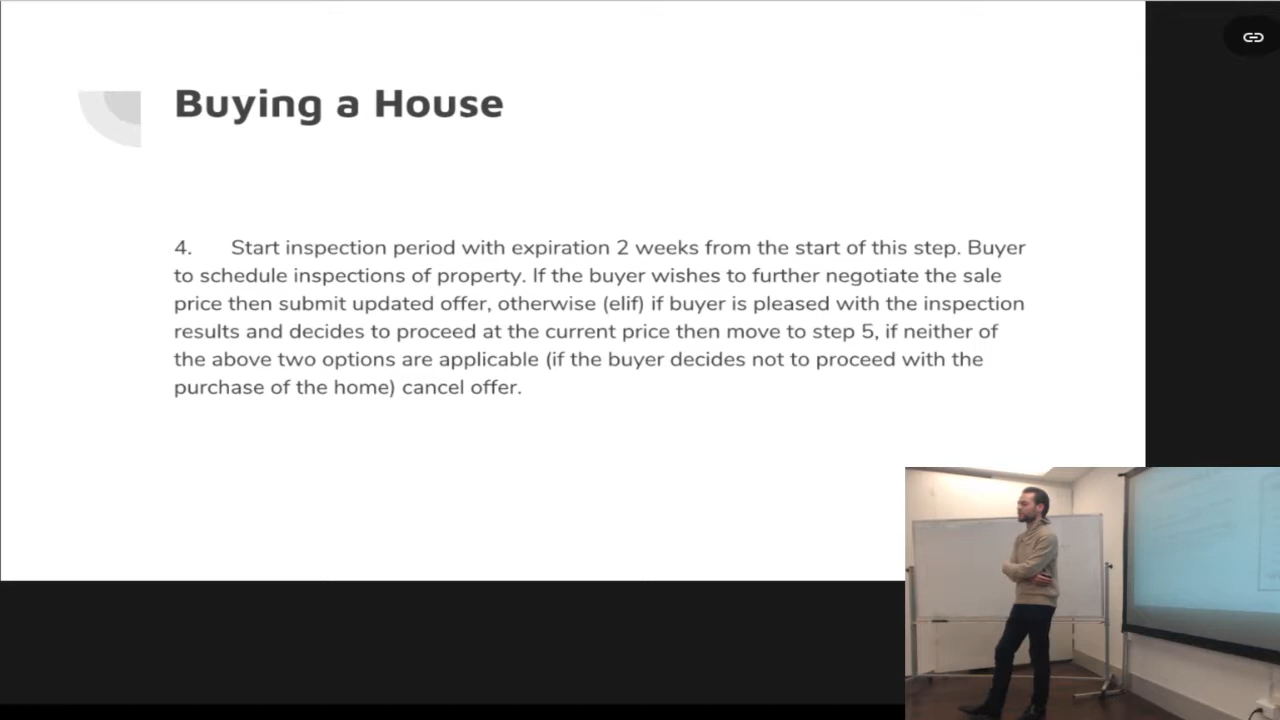 Buying a House
4. Start inspection period with expiration 2 weeks from the start of this step. Buyer
to schedule inspections of property. If the buyer wishes to further negotiate the sale
price then submit updated offer, otherwise (elif) if buyer is pleased with the inspection
results and decides to proceed at the current price then move to step 5, if neither of
the above two options are applicable (if the buyer decides not to proceed with the
purchase of the home) cancel offer.